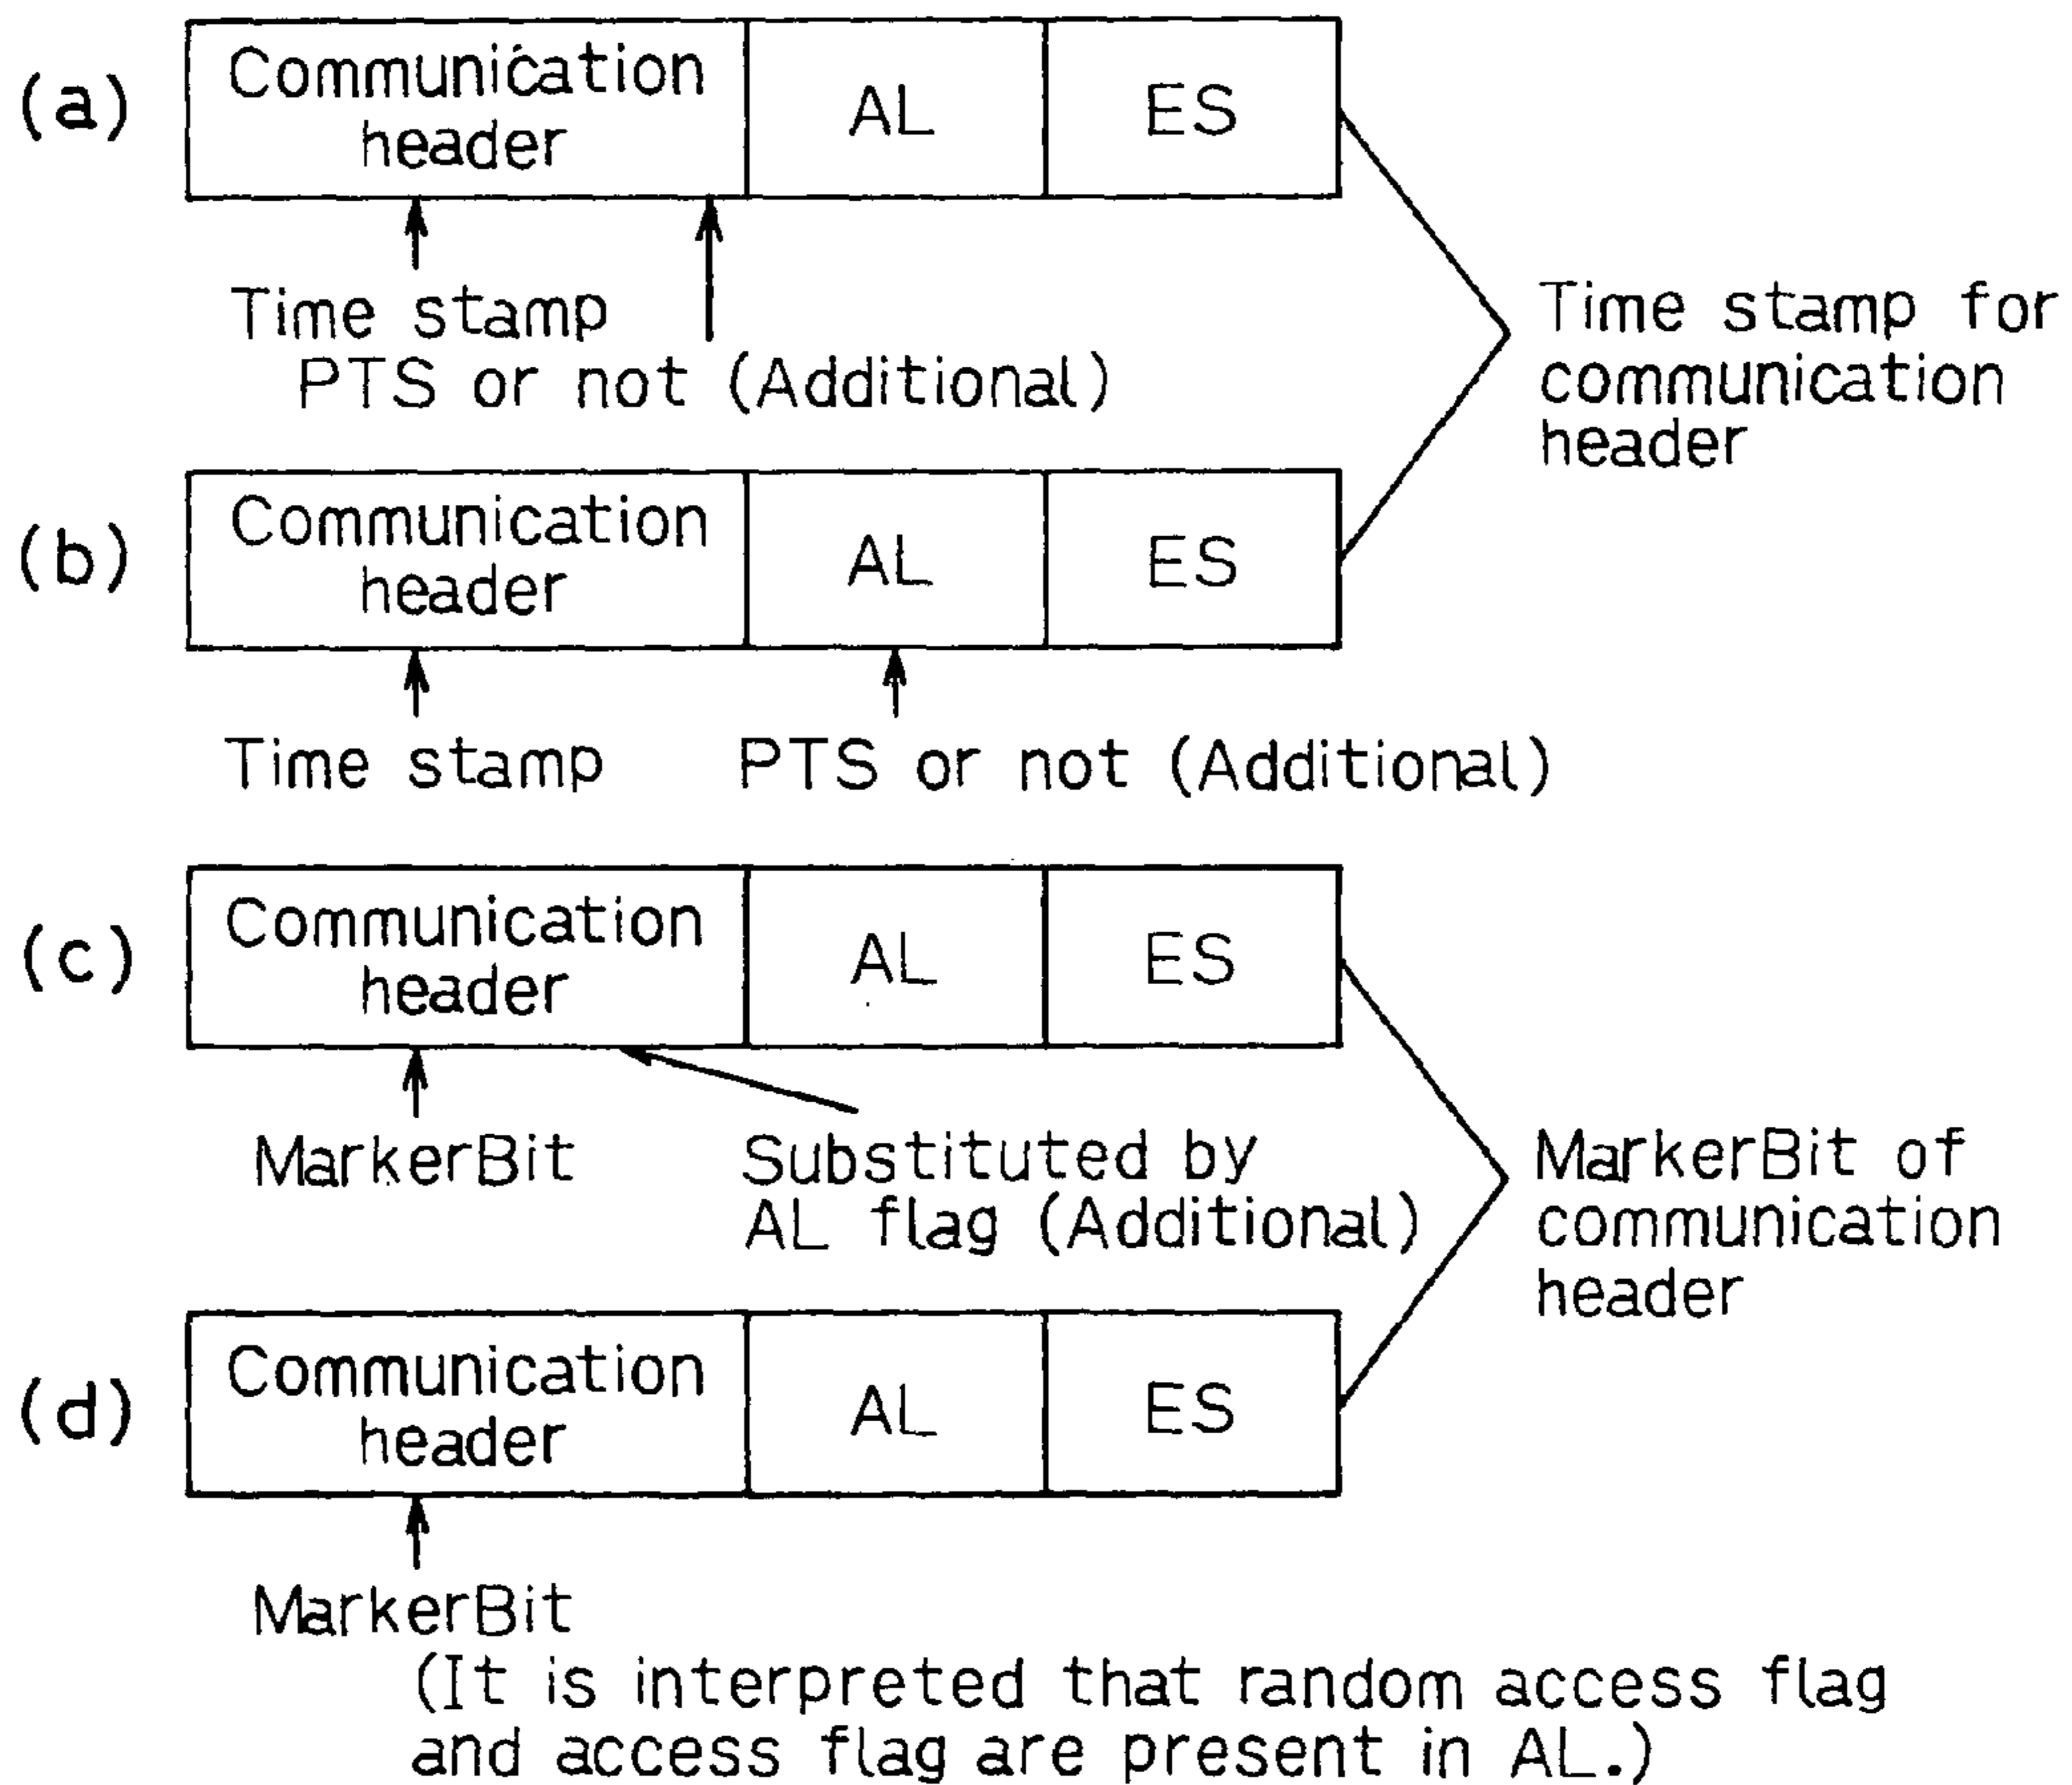 (a)
Communication
header
AL
ES
Time stamp
PTS or not (Additional)
Time stamp for
communication
header
(b)
Communication
header
AL
ES
Time stamp
PTS or not (Additional)
(c)
Communication
header
AL
ES
MarkerBit
Substituted by
AL flag (Additional)
MarkerBit of
communication
header
(d)
Communication
header
AL
ES
MarkerBit
(It is interpreted that random access flag
and access flag are present in AL.)